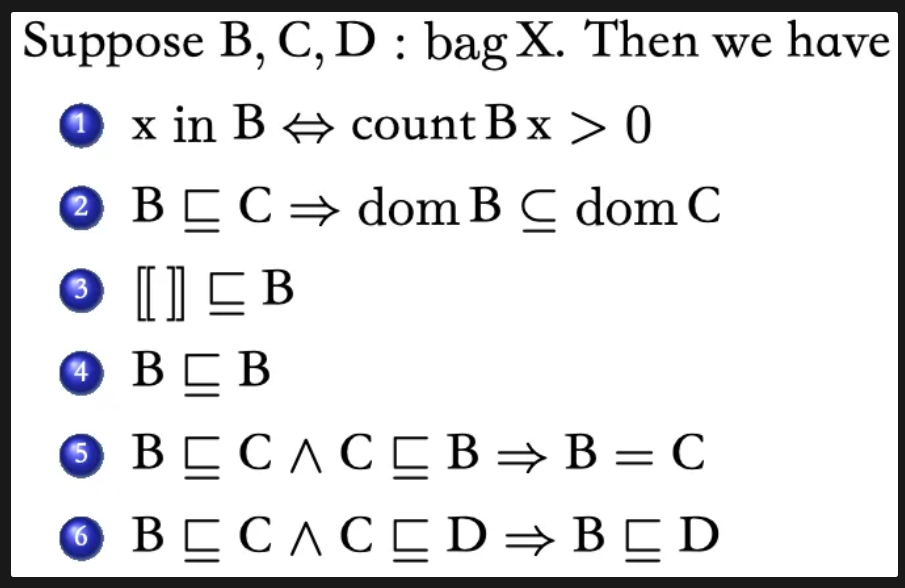 Suppose B, C, D : bag X. Then we have
1 x in B ⇔ count B x > 0
2 B ⊑ C ⇒ dom B ⊆ dom C
3 ⟦ ⟧ ⊑ B
4 B ⊑ B
5 B ⊑ C ∧ C ⊑ B ⇒ B = C
6 B ⊑ C ∧ C ⊑ D ⇒ B ⊑ D